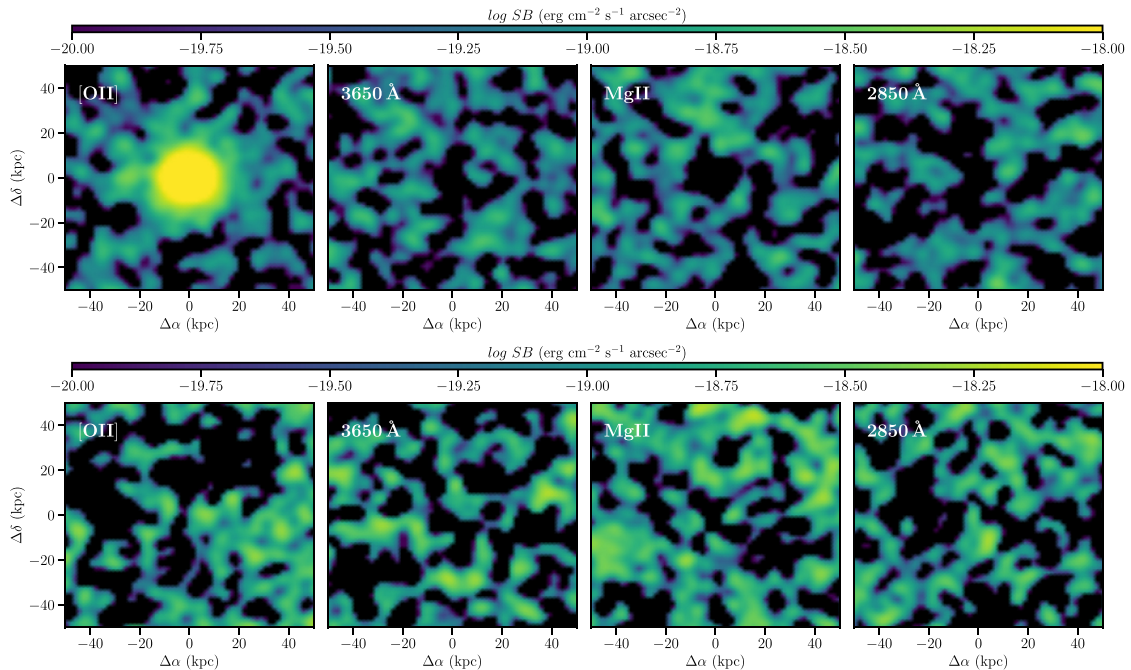 log SB (erg cm−2 s−1 arcsec−2)
−20.00 −19.75 −19.50 −19.25 −19.00 −18.75 −18.50 −18.25 −18.00
[OII] 3650 Å MgII 2850 Å
40
20
0
−20
−40
Δδ (kpc)
−40 −20 0 20 40 −40 −20 0 20 40 −40 −20 0 20 40 −40 −20 0 20 40
Δα (kpc) Δα (kpc) Δα (kpc) Δα (kpc)
log SB (erg cm−2 s−1 arcsec−2)
−20.00 −19.75 −19.50 −19.25 −19.00 −18.75 −18.50 −18.25 −18.00
[OII] 3650 Å MgII 2850 Å
40
20
0
−20
−40
Δδ (kpc)
−40 −20 0 20 40 −40 −20 0 20 40 −40 −20 0 20 40 −40 −20 0 20 40
Δα (kpc) Δα (kpc) Δα (kpc) Δα (kpc)